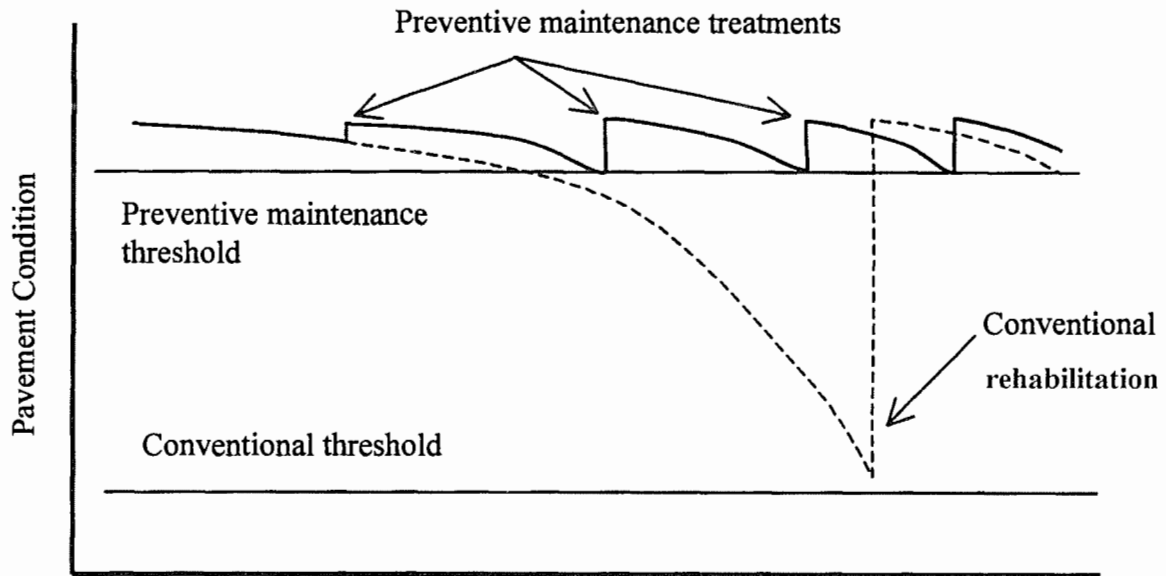 Preventive maintenance treatments
Pavement Condition
Preventive maintenance
threshold
Conventional
rehabilitation
Conventional threshold